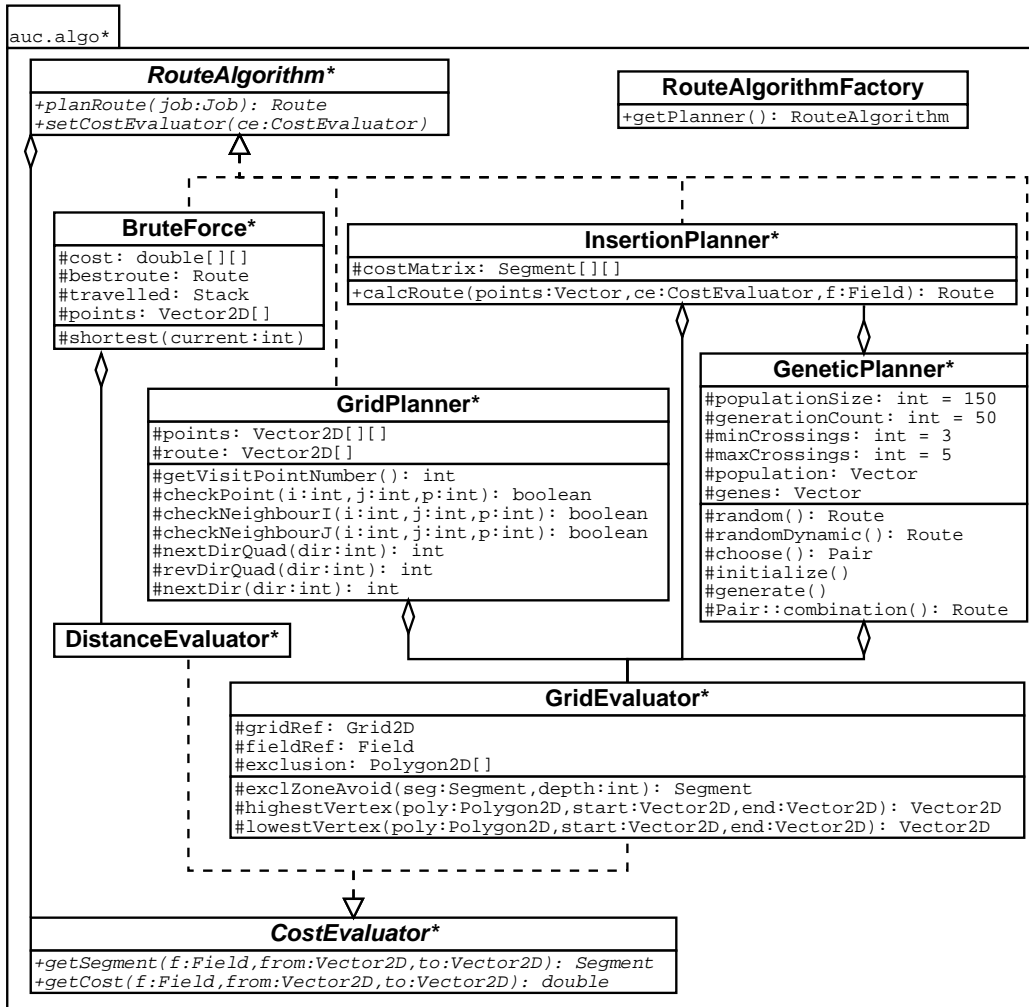 auc.algo*
RouteAlgorithm*
+planRoute(job:Job): Route
+setCostEvaluator(ce:CostEvaluator)
RouteAlgorithmFactory
+getPlanner(): RouteAlgorithm
BruteForce*
#cost: double[][]
#bestroute: Route
#travelled: Stack
#points: Vector2D[]
#shortest(current:int)
InsertionPlanner*
#costMatrix: Segment[][]
+calcRoute(points:Vector,ce:CostEvaluator,f:Field): Route
GridPlanner*
#points: Vector2D[][]
#route: Vector2D[]
#getVisitPointNumber(): int
#checkPoint(i:int,j:int,p:int): boolean
#checkNeighbourI(i:int,j:int,p:int): boolean
#checkNeighbourJ(i:int,j:int,p:int): boolean
#nextDirQuad(dir:int): int
#revDirQuad(dir:int): int
#nextDir(dir:int): int
GeneticPlanner*
#populationSize: int = 150
#generationCount: int = 50
#minCrossings: int = 3
#maxCrossings: int = 5
#population: Vector
#genes: Vector
#random(): Route
#randomDynamic(): Route
#choose(): Pair
#initialize()
#generate()
#Pair::combination(): Route
DistanceEvaluator*
GridEvaluator*
#gridRef: Grid2D
#fieldRef: Field
#exclusion: Polygon2D[]
#exclZoneAvoid(seg:Segment,depth:int): Segment
#highestVertex(poly:Polygon2D,start:Vector2D,end:Vector2D): Vector2D
#lowestVertex(poly:Polygon2D,start:Vector2D,end:Vector2D): Vector2D
CostEvaluator*
+getSegment(f:Field,from:Vector2D,to:Vector2D): Segment
+getCost(f:Field,from:Vector2D,to:Vector2D): double